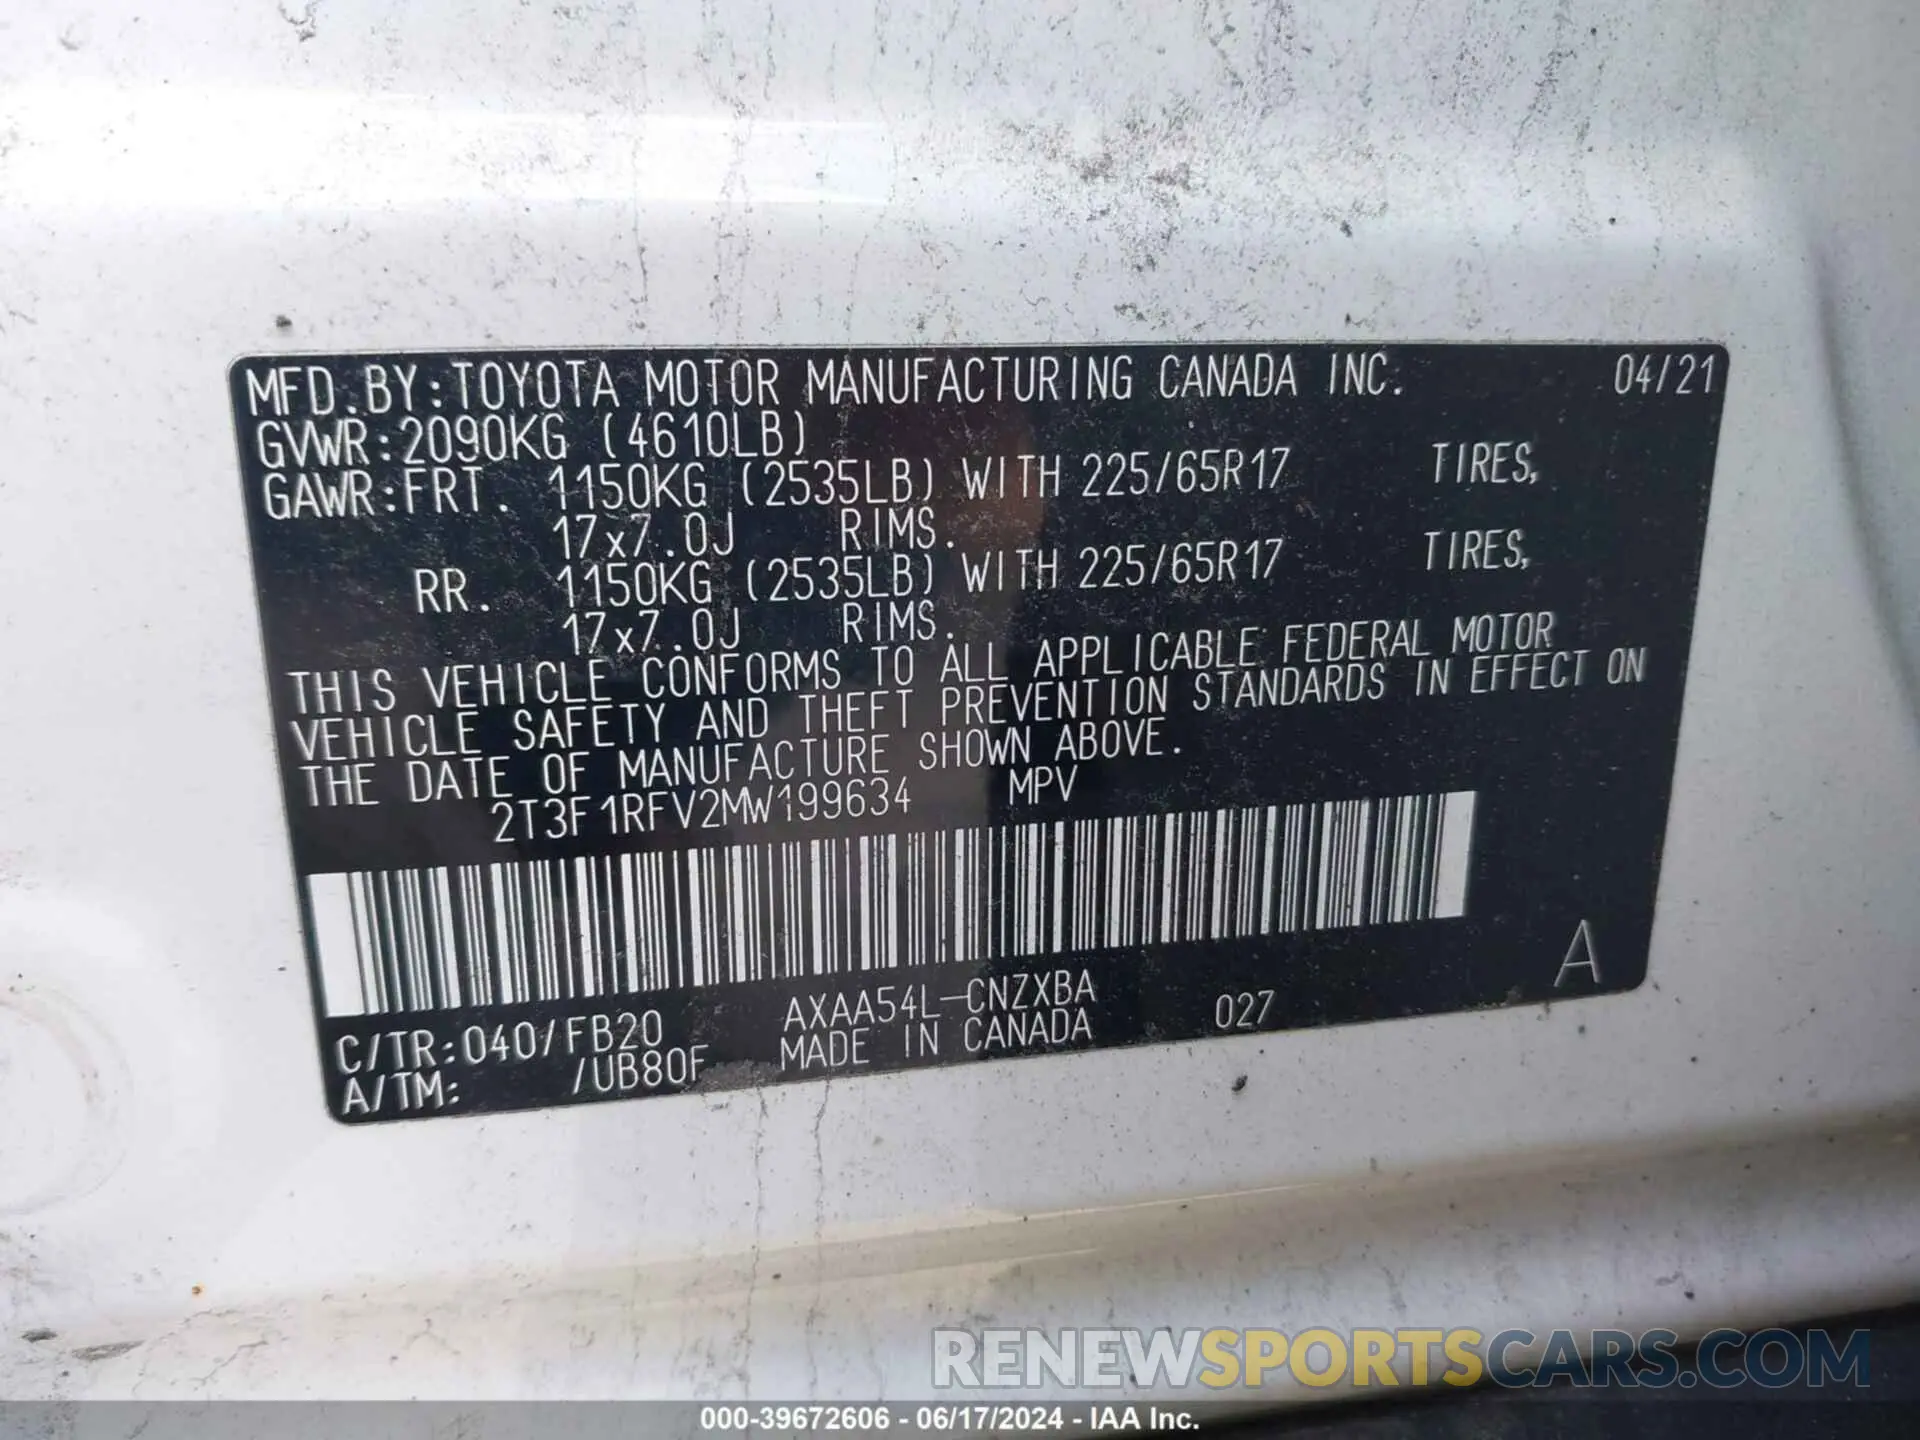 MFD.BY:TOYOTA MOTOR MANUFACTURING CANADA INC. 04/21
GVWR:2090KG (4610LB)
GAWR:FRT. 1150KG (2535LB) WITH 225/65R17 TIRES,
17x7.0J RIMS.
RR. 1150KG (2535LB) WITH 225/65R17 TIRES,
17x7.0J RIMS.
THIS VEHICLE CONFORMS TO ALL APPLICABLE FEDERAL MOTOR
VEHICLE SAFETY AND THEFT PREVENTION STANDARDS IN EFFECT ON
THE DATE OF MANUFACTURE SHOWN ABOVE.
2T3F1RFV2MW199634 MPV
A
C/TR:040/FB20 AXAA54L-CNZXBA 027
A/TM: /UB80F MADE IN CANADA
RENEWSPORTSCARS.COM
000-39672606 - 06/17/2024 - IAA Inc.